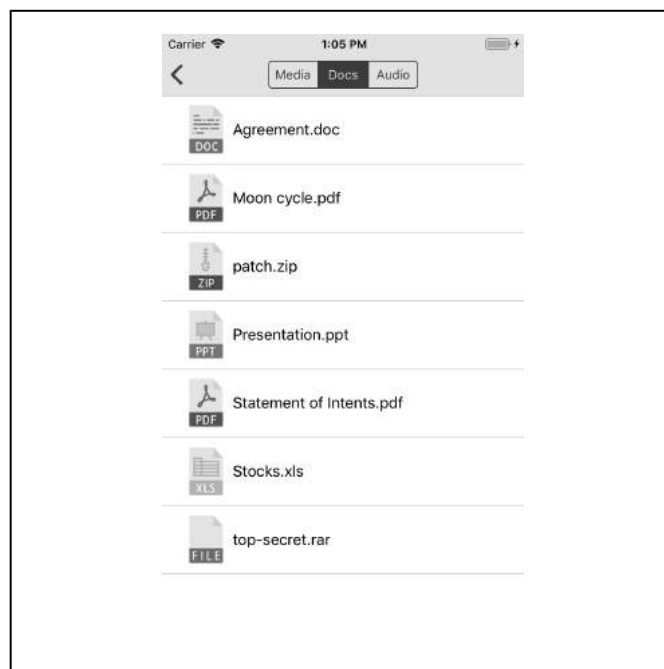 Carrier 1:05 PM
Media Docs Audio
DOC Agreement.doc
PDF Moon cycle.pdf
ZIP patch.zip
PPT Presentation.ppt
PDF Statement of Intents.pdf
XLS Stocks.xls
FILE top-secret.rar